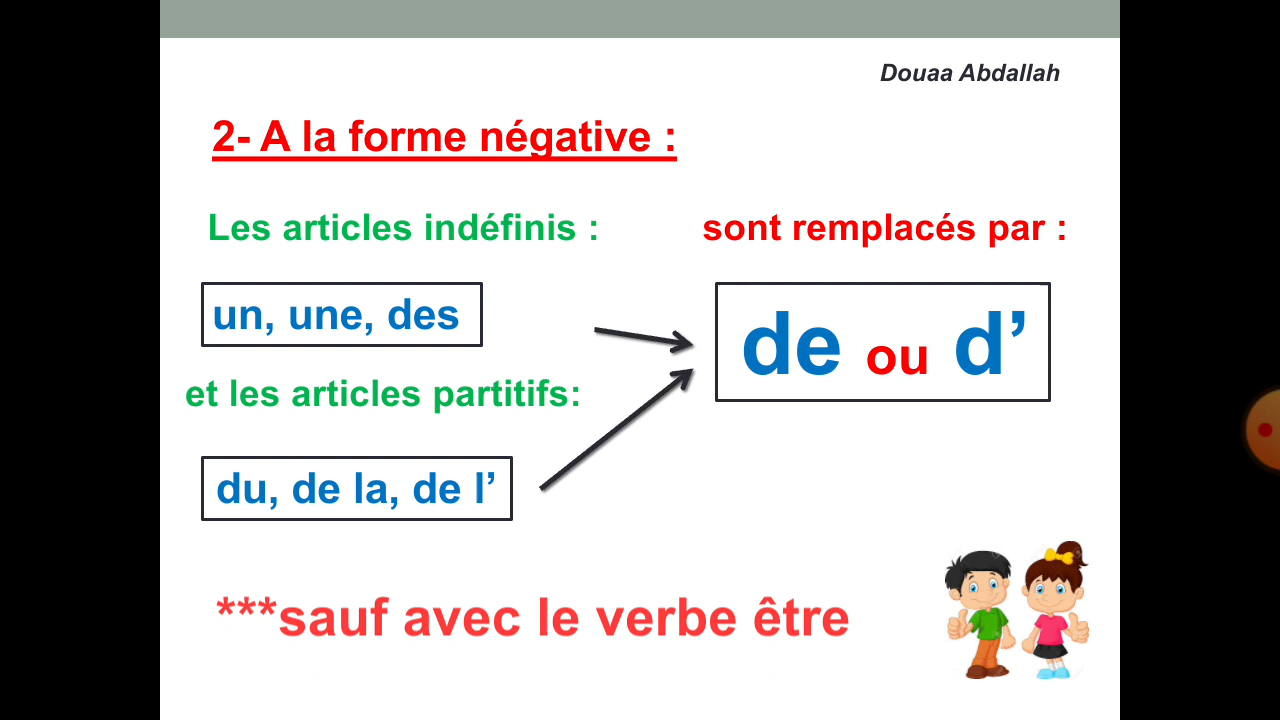 Douaa Abdallah
2- A la forme négative :
Les articles indéfinis :
sont remplacés par :
un, une, des
de ou d’
et les articles partitifs:
du, de la, de l’
***sauf avec le verbe être